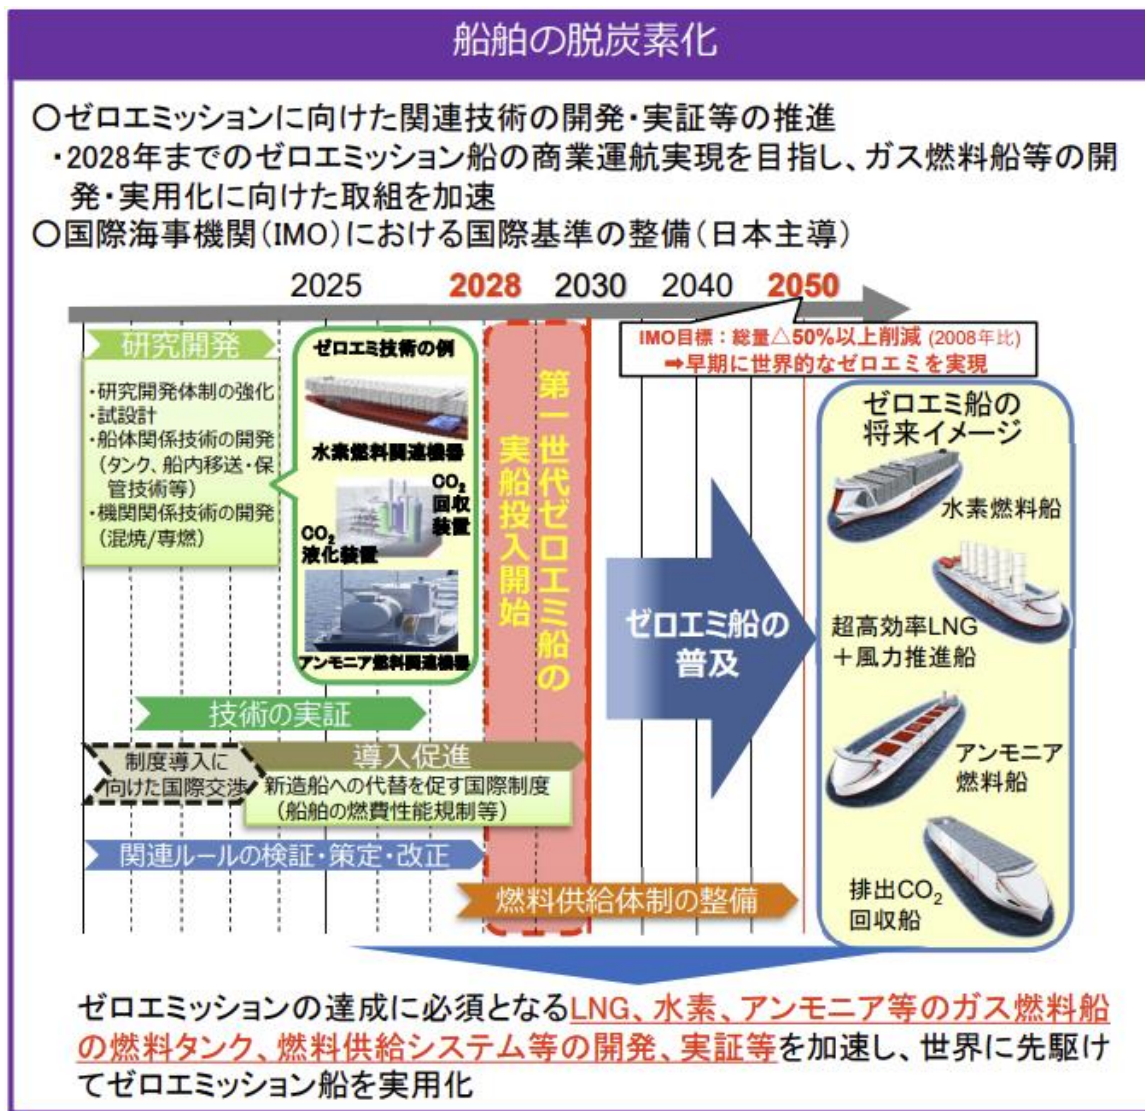 船舶の脱炭素化
○ゼロエミッションに向けた関連技術の開発・実証等の推進
・2028年までのゼロエミッション船の商業運航実現を目指し、ガス燃料船等の開
発・実用化に向けた取組を加速
○国際海事機関(IMO)における国際基準の整備(日本主導)
2025
2028
2030
2040
2050
IMO目標：総量△50%以上削減 (2008年比)
➡早期に世界的なゼロエミを実現
研究開発
・研究開発体制の強化
・試設計
・船体関係技術の開発
（タンク、船内移送・保
管技術等）
・機関関係技術の開発
（混焼/専燃）
ゼロエミ技術の例
水素燃料関連機器
CO2
回収
装置
CO2
液化装置
アンモニア燃料関連機器
第一世代ゼロエミ船の
実船投入開始
ゼロエミ船の
普及
ゼロエミ船の
将来イメージ
水素燃料船
超高効率LNG
＋風力推進船
アンモニア
燃料船
排出CO2
回収船
技術の実証
制度導入に
向けた国際交渉
導入促進
新造船への代替を促す国際制度
（船舶の燃費性能規制等）
関連ルールの検証・策定・改正
燃料供給体制の整備
ゼロエミッションの達成に必須となるLNG、水素、アンモニア等のガス燃料船
の燃料タンク、燃料供給システム等の開発、実証等を加速し、世界に先駆け
てゼロエミッション船を実用化